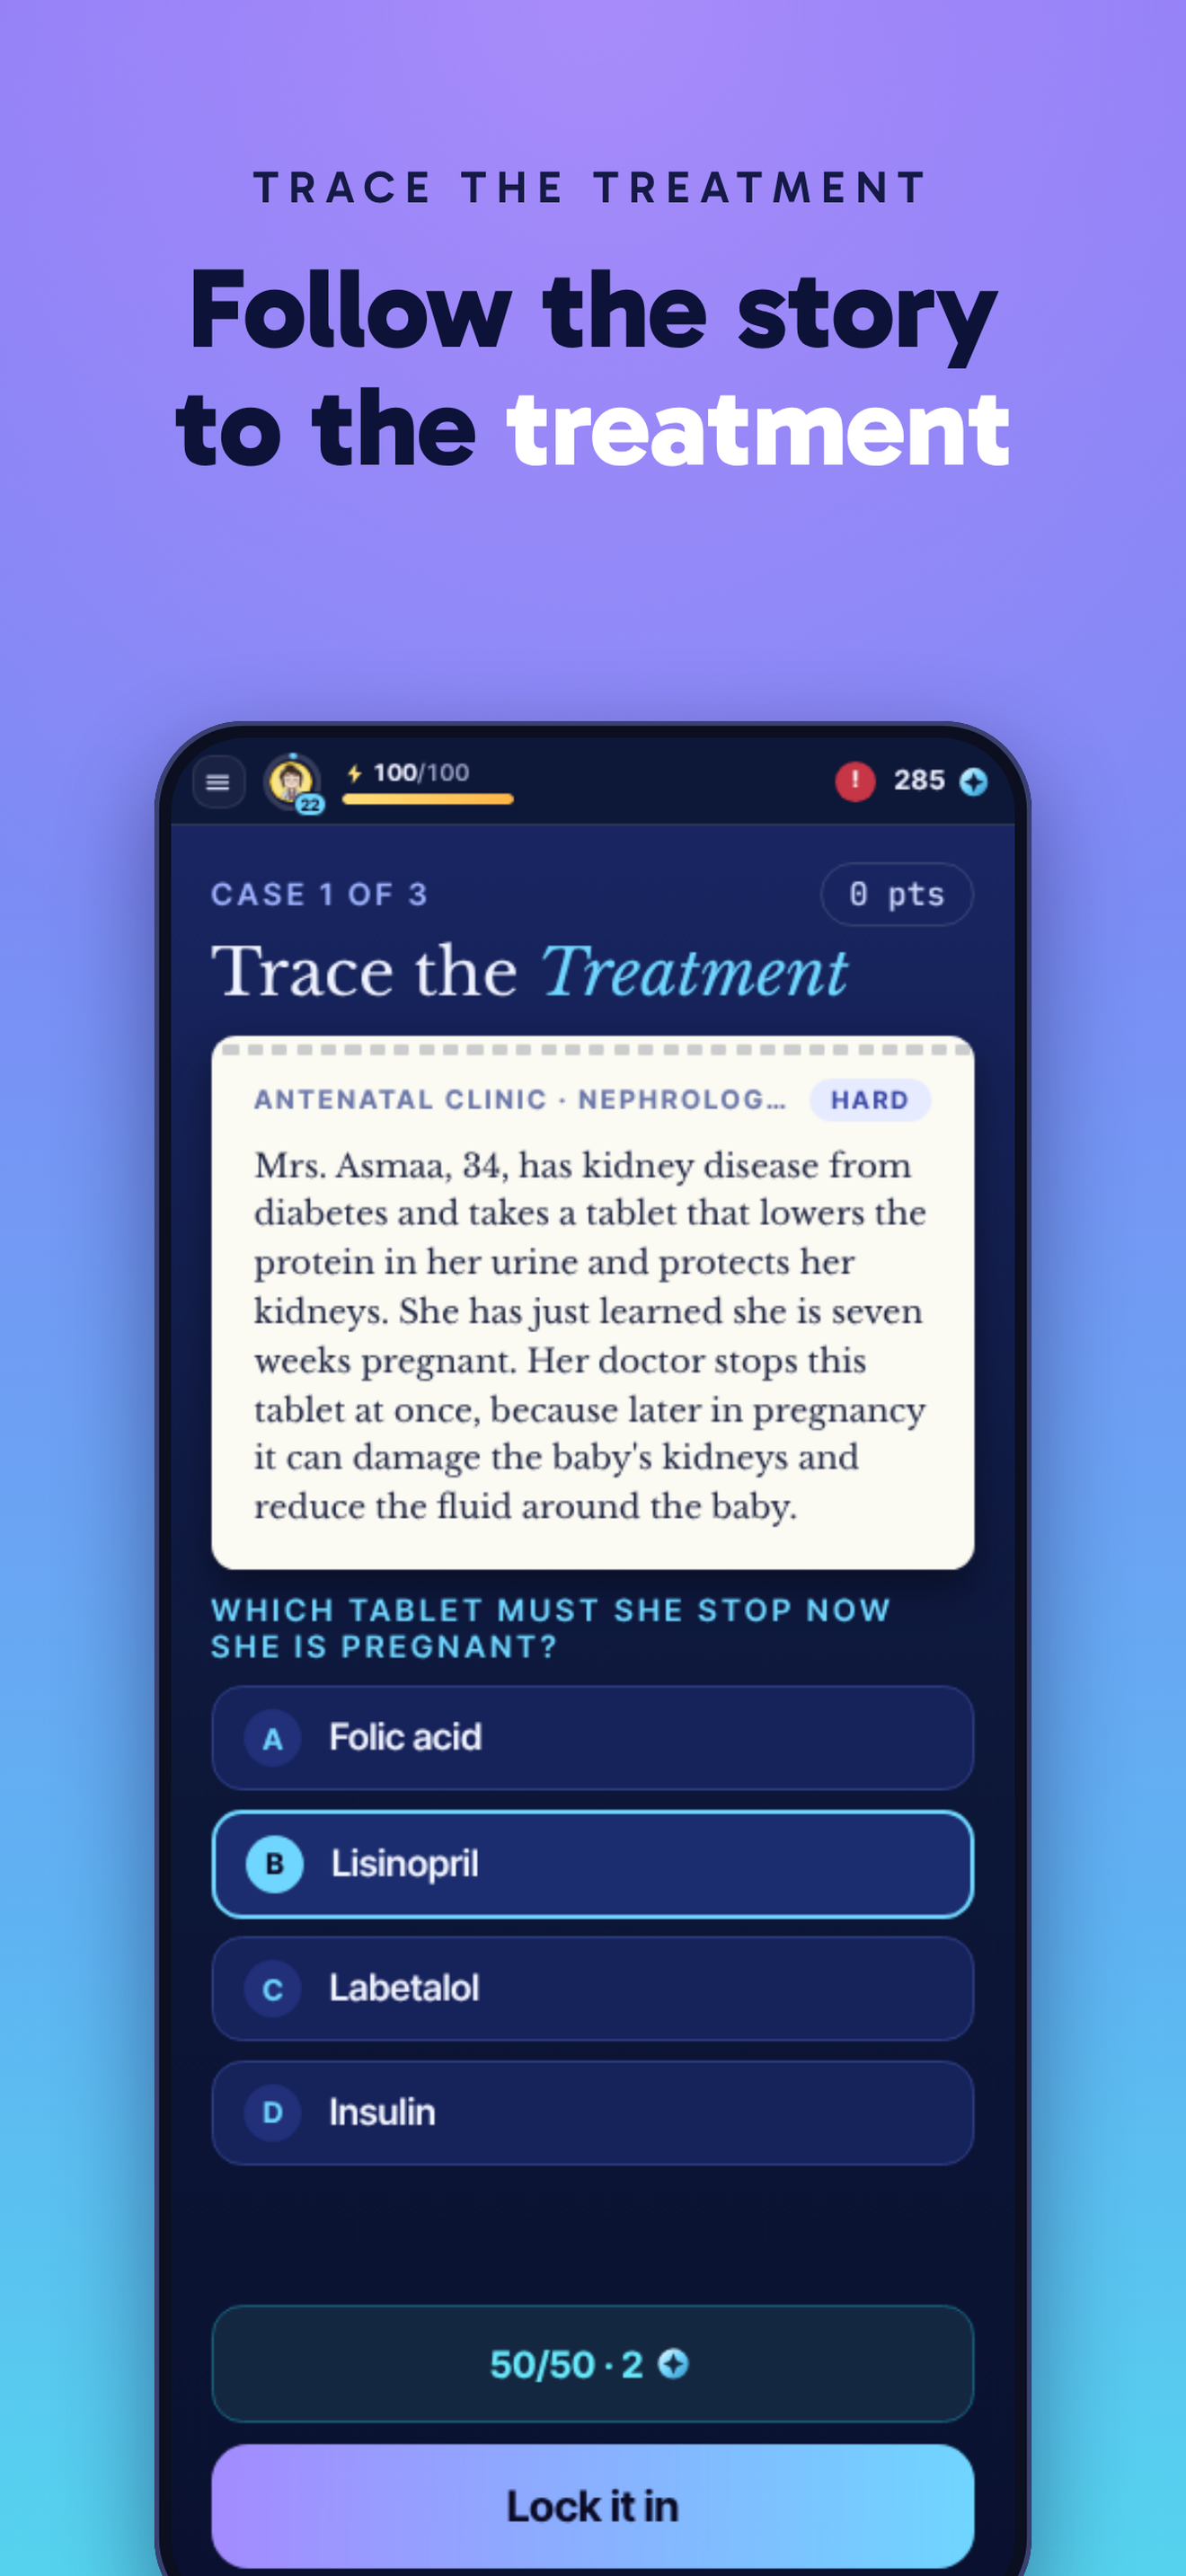 TRACE THE TREATMENT
Follow the story
to the treatment
100/100
22
! 285
CASE 1 OF 3
0 pts
Trace the Treatment
ANTENATAL CLINIC · NEPHROLOG… HARD
Mrs. Asmaa, 34, has kidney disease from
diabetes and takes a tablet that lowers the
protein in her urine and protects her
kidneys. She has just learned she is seven
weeks pregnant. Her doctor stops this
tablet at once, because later in pregnancy
it can damage the baby's kidneys and
reduce the fluid around the baby.
WHICH TABLET MUST SHE STOP NOW
SHE IS PREGNANT?
A Folic acid
B Lisinopril
C Labetalol
D Insulin
50/50 · 2
Lock it in